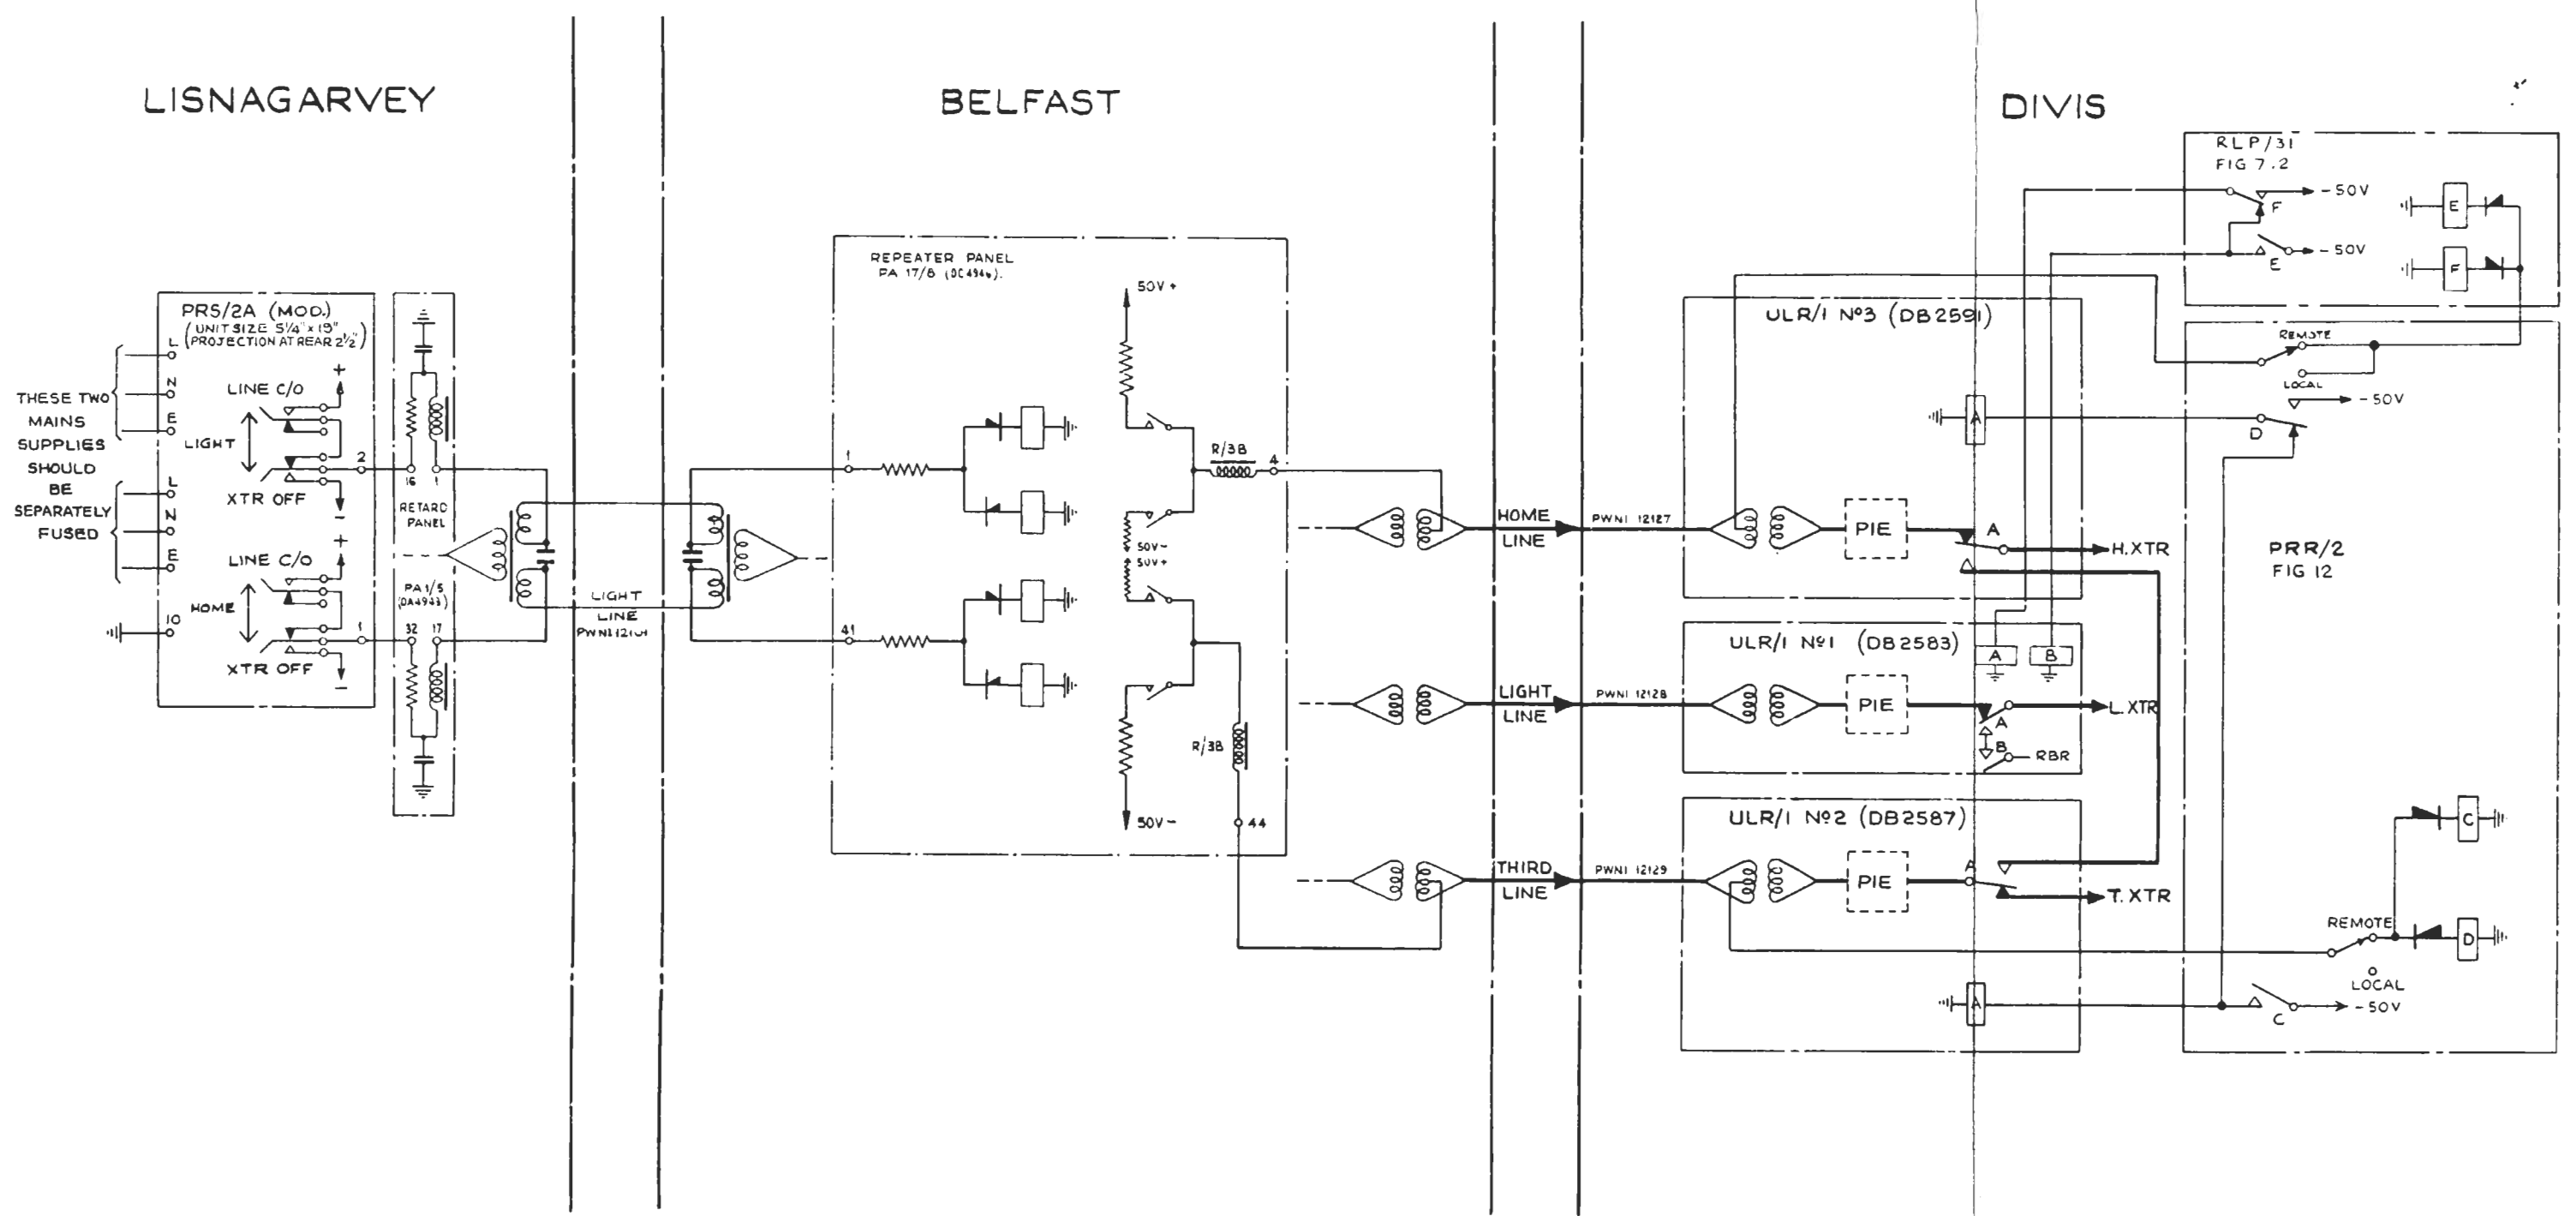 LISNAGARVEY
BELFAST
DIVIS
PRS/2A (MOD.)
(UNIT SIZE 5¼" x 19"
PROJECTION AT REAR 2½")
THESE TWO
MAINS
SUPPLIES
SHOULD
BE
SEPARATELY
FUSED
L
N
E
L
N
E
10
LINE C/O
+
LIGHT
2
XTR OFF
−
LINE C/O
+
HOME
1
XTR OFF
−
16
1
RETARD
PANEL
PA1/5
32
17
LIGHT
LINE
REPEATER PANEL
1
41
50V +
50V −
50V +
50V −
R/3B
4
R/3B
44
HOME
LINE
PWNI 12127
LIGHT
LINE
PWNI 12128
THIRD
LINE
PWNI 12129
ULR/1 Nº3 (DB2591)
PIE
A
A
H.XTR
ULR/1 Nº1 (DB2583)
PIE
A
B
A
B
RBR
L.XTR
ULR/1 Nº2 (DB2587)
PIE
A
T.XTR
A
RLP/31
FIG 7.2
-50V
F
-50V
E
E
F
REMOTE
LOCAL
-50V
D
PRR/2
FIG 12
C
REMOTE
D
LOCAL
-50V
C